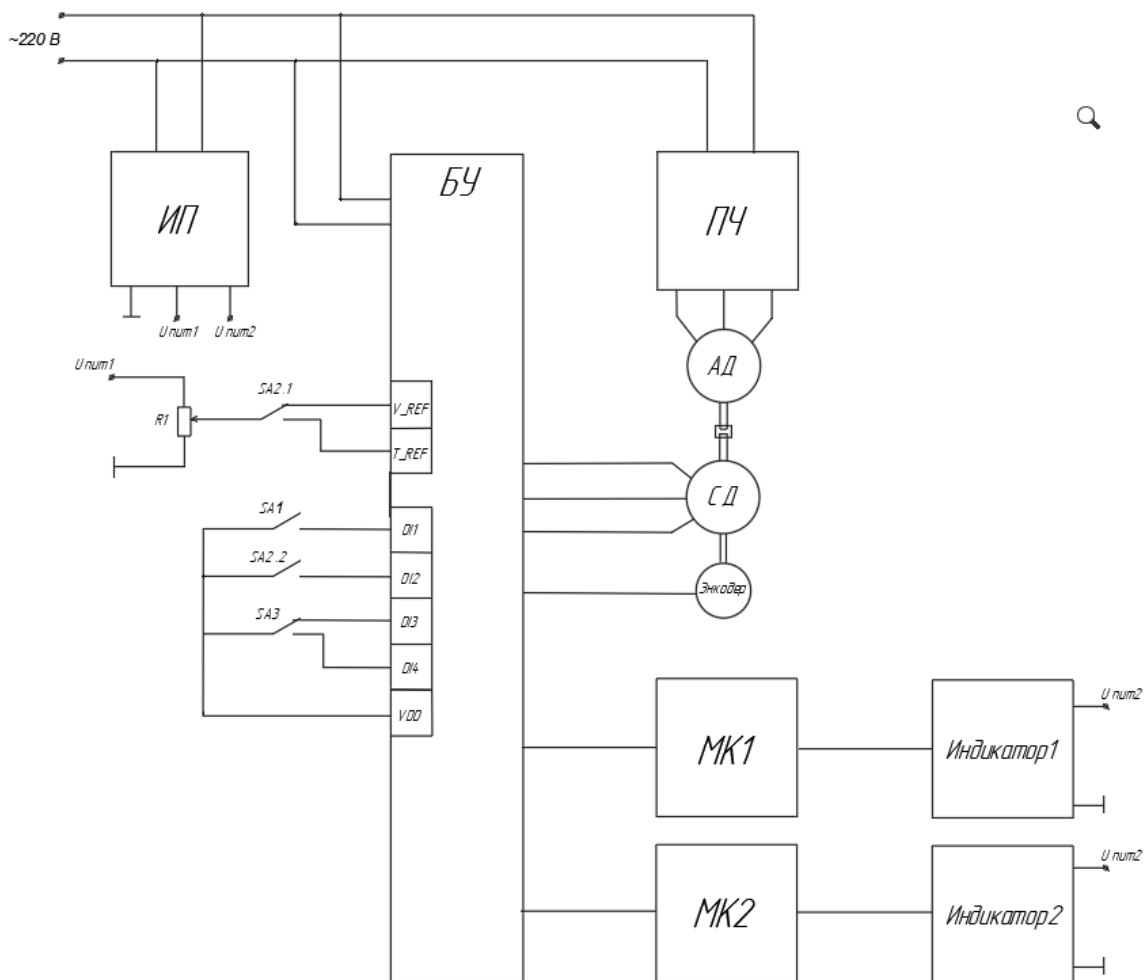 ~220 В
БУ
ИП
ПЧ
U пит1
U пит2
АД
U пит1
SA2.1
R1
V_REF
T_REF
СД
SA1
DI1
SA2.2
DI2
Энкодер
SA3
DI3
DI4
VDD
U пит2
МК1
Индикатор1
U пит2
МК2
Индикатор2